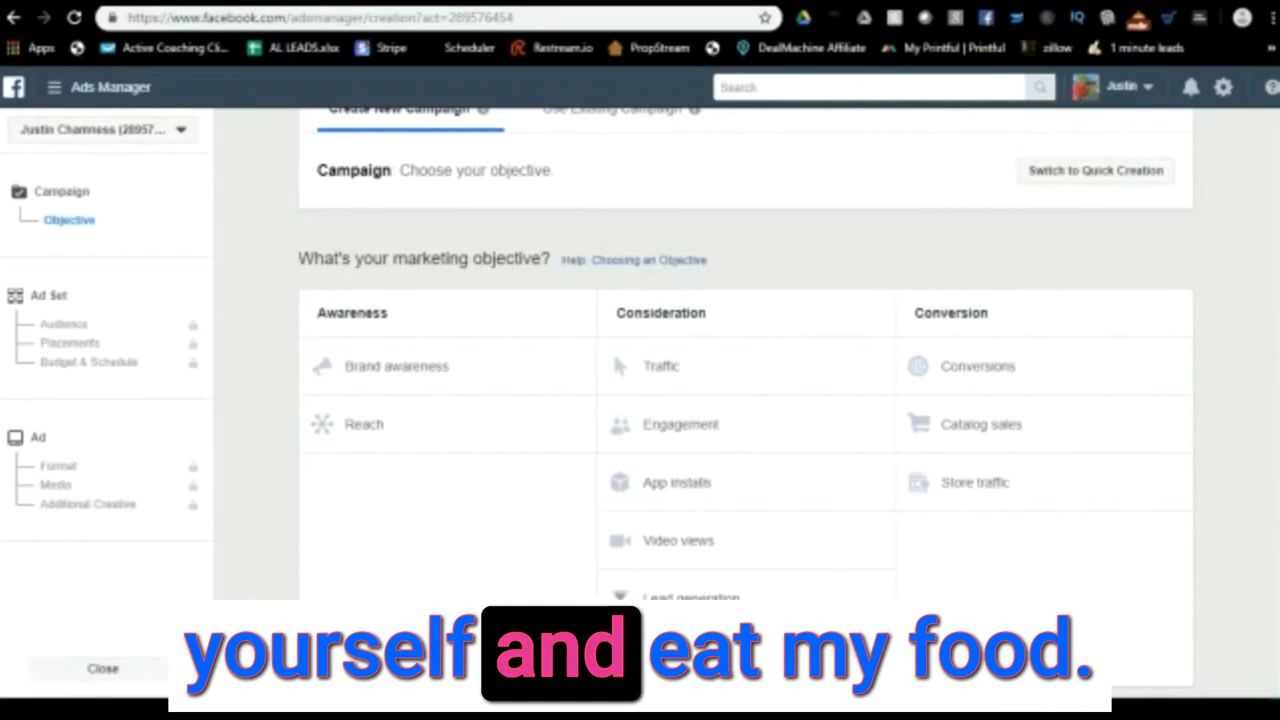 https://www.facebook.com/adsmanager/creation?act=289576454
Apps Active Coaching Cli... AL LEADS.xlsx Stripe Scheduler Restream.io PropStream DealMachine Affiliate My Printful | Printful zillow 1 minute leads
Ads Manager Search Justin
Create New Campaign Use Existing Campaign
Justin Chamness (28957...
Campaign: Choose your objective. Switch to Quick Creation
Campaign
Objective
What's your marketing objective? Help: Choosing an Objective
Ad Set
Audience
Placements
Budget & Schedule
Awareness Consideration Conversion
Brand awareness Traffic Conversions
Reach Engagement Catalog sales
Ad
Format
Media
Additional Creative
App installs Store traffic
Video views
Lead generation
Close
yourself and eat my food.